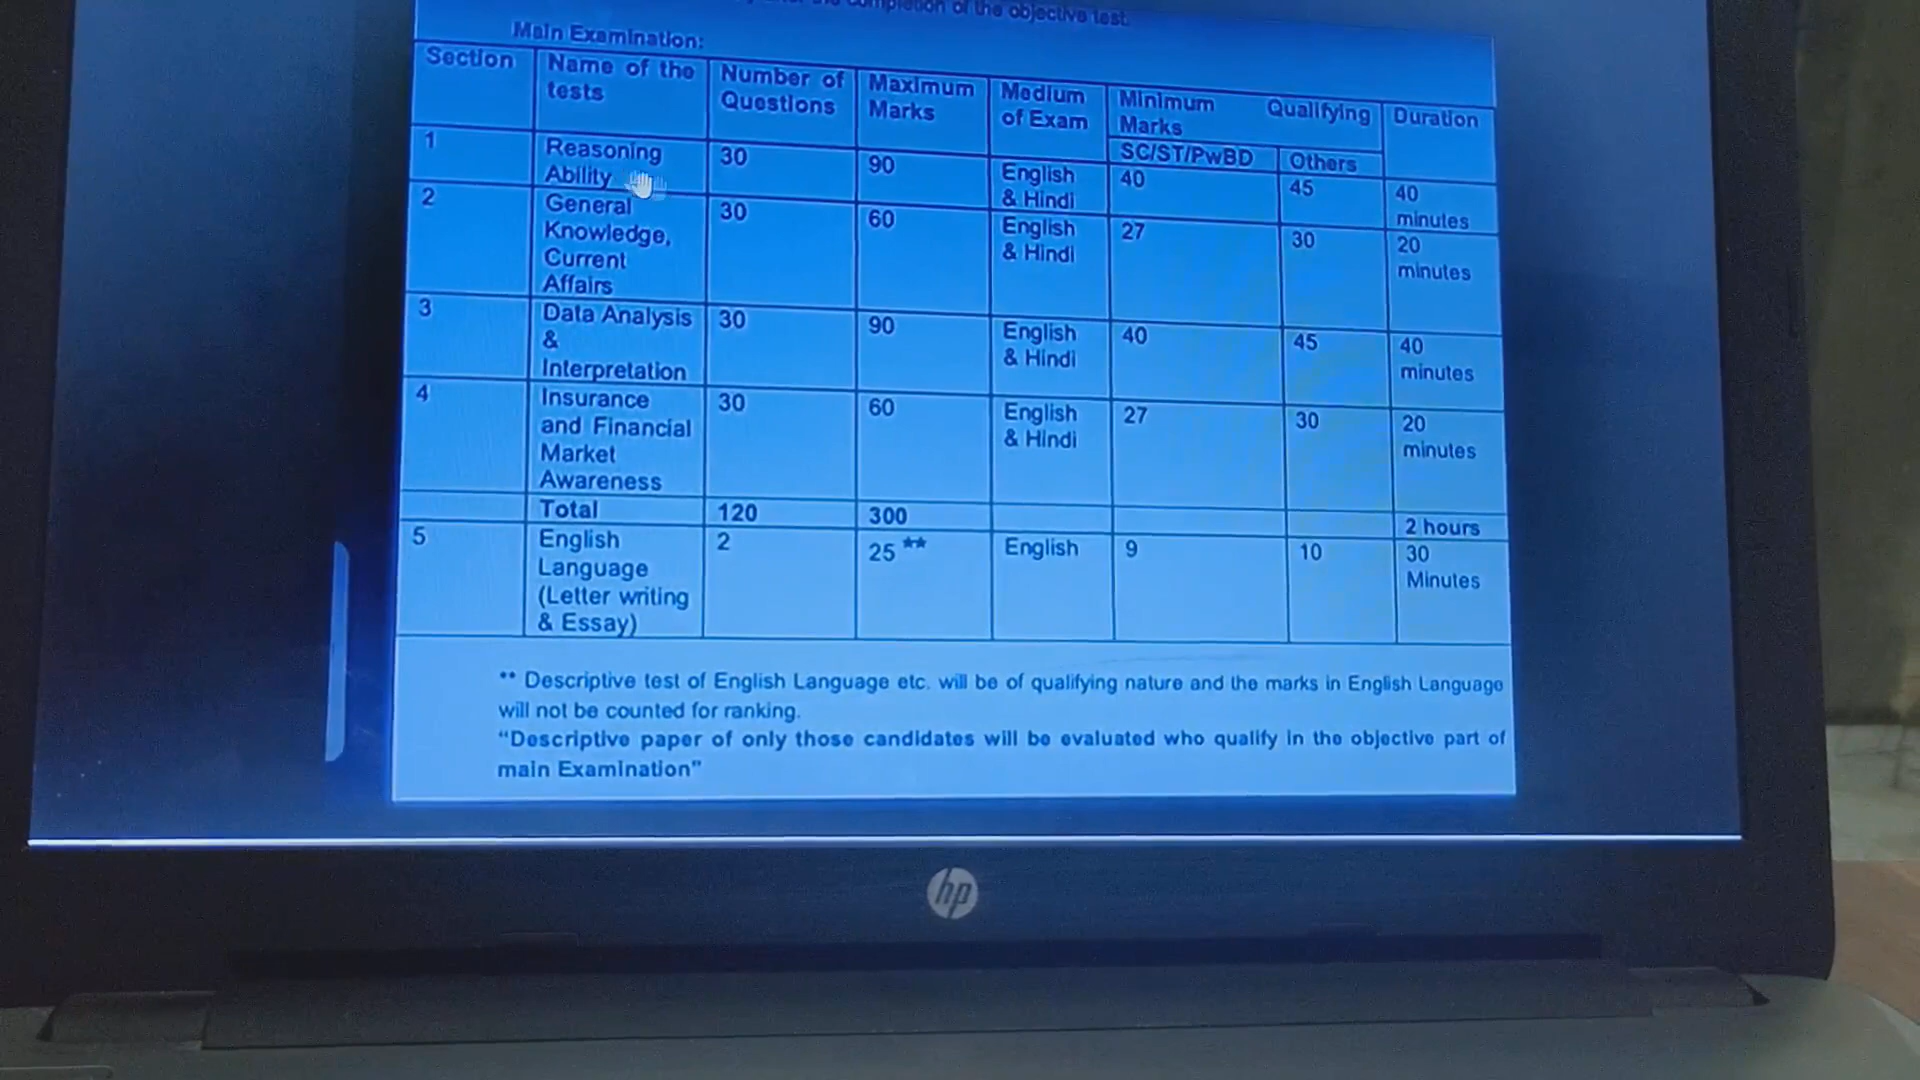 completion of the objective test.
Main Examination:
Section Name of the tests Number of Questions Maximum Marks Medium of Exam Minimum Qualifying Marks Duration
SC/ST/PwBD Others
1 Reasoning Ability 30 90 English & Hindi 40 45 40 minutes
2 General Knowledge, Current Affairs 30 60 English & Hindi 27 30 20 minutes
3 Data Analysis & Interpretation 30 90 English & Hindi 40 45 40 minutes
4 Insurance and Financial Market Awareness 30 60 English & Hindi 27 30 20 minutes
Total 120 300 2 hours
5 English Language (Letter writing & Essay) 2 25 ** English 9 10 30 Minutes
** Descriptive test of English Language etc. will be of qualifying nature and the marks in English Language
will not be counted for ranking.
"Descriptive paper of only those candidates will be evaluated who qualify in the objective part of
main Examination"
hp